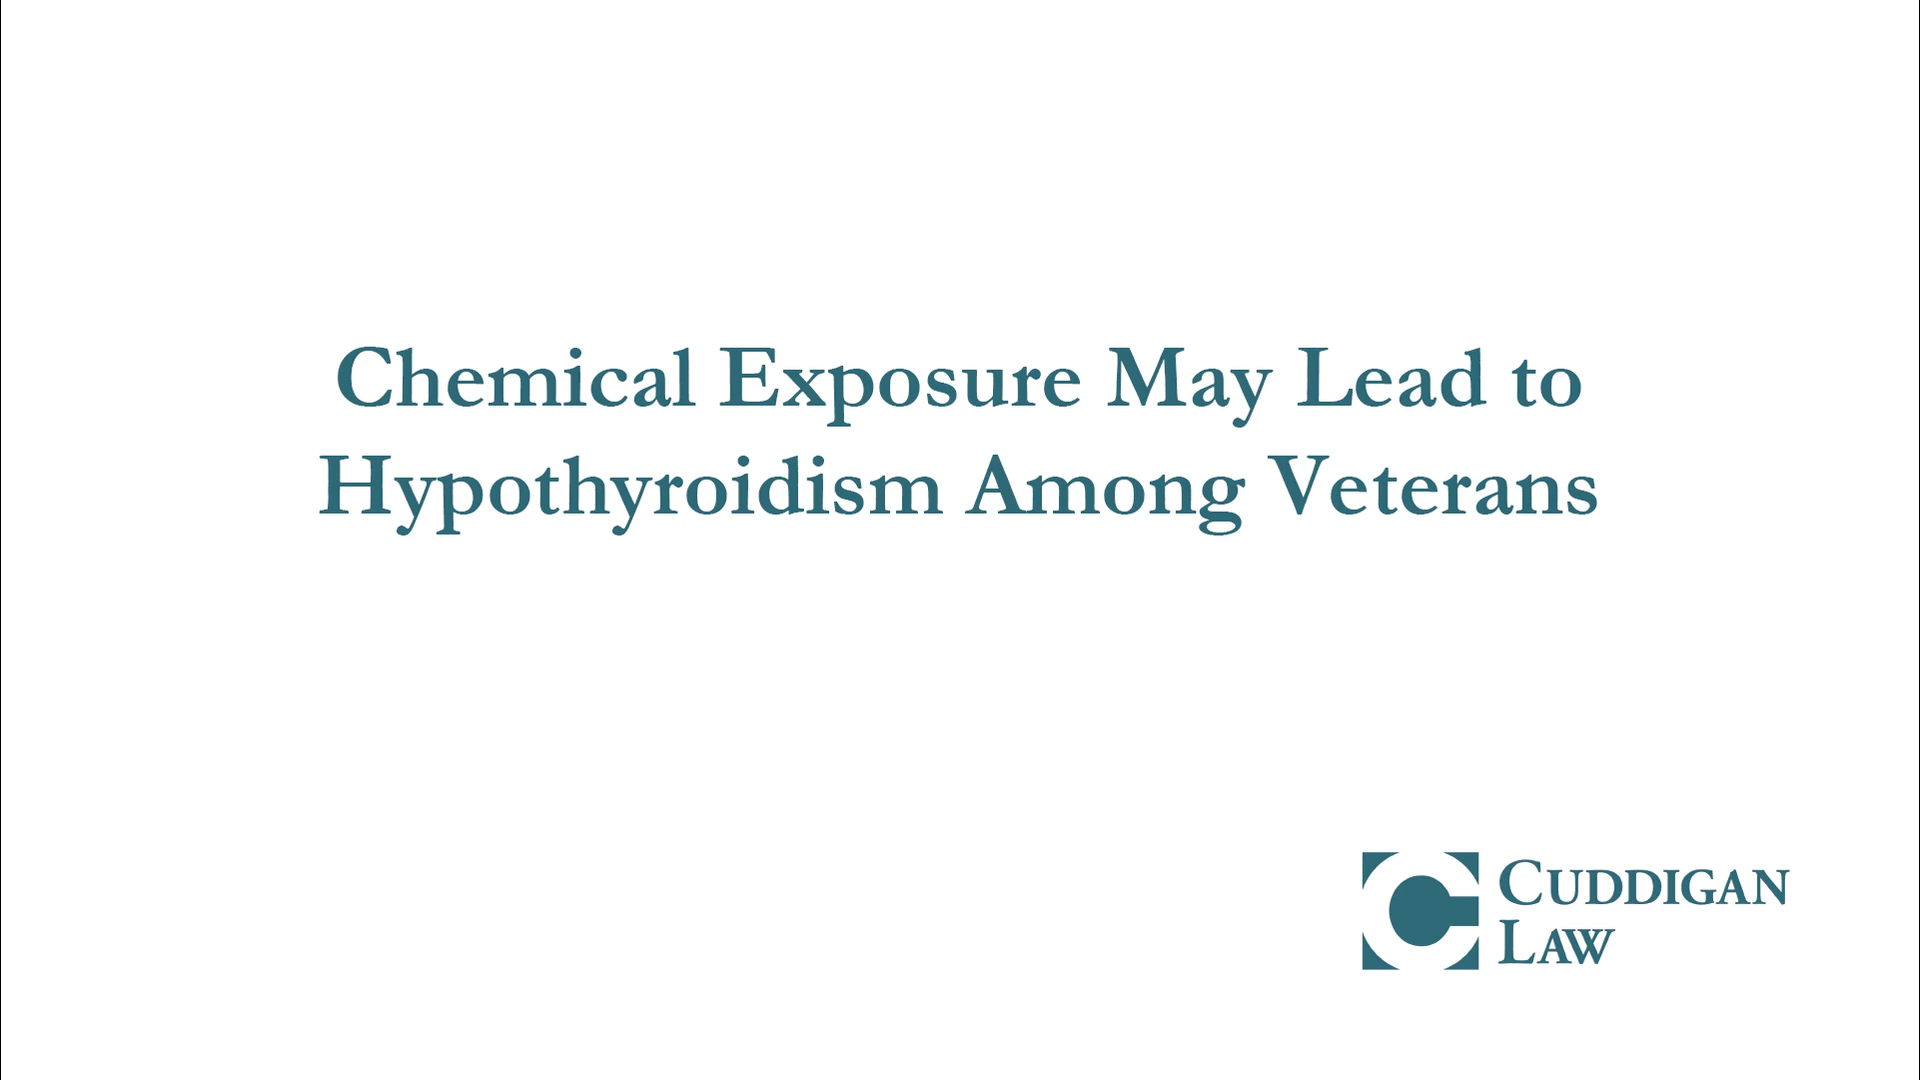 Chemical Exposure May Lead to
Hypothyroidism Among Veterans
CUDDIGAN
LAW